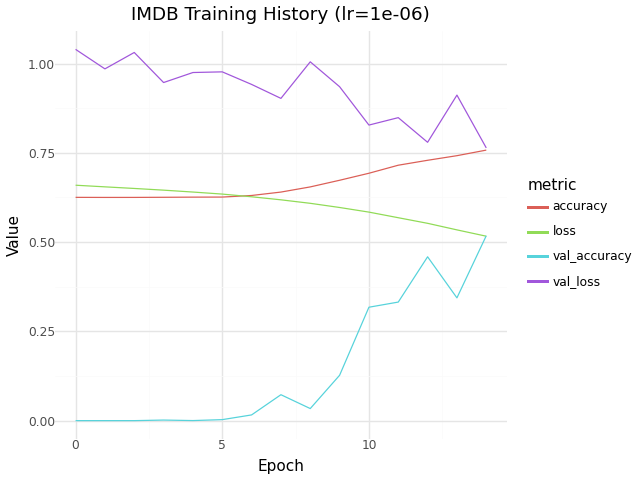 IMDB Training History (lr=1e-06)
1.00
0.75
0.50
0.25
0.00
Value
0
5
10
Epoch
metric
accuracy
loss
val_accuracy
val_loss